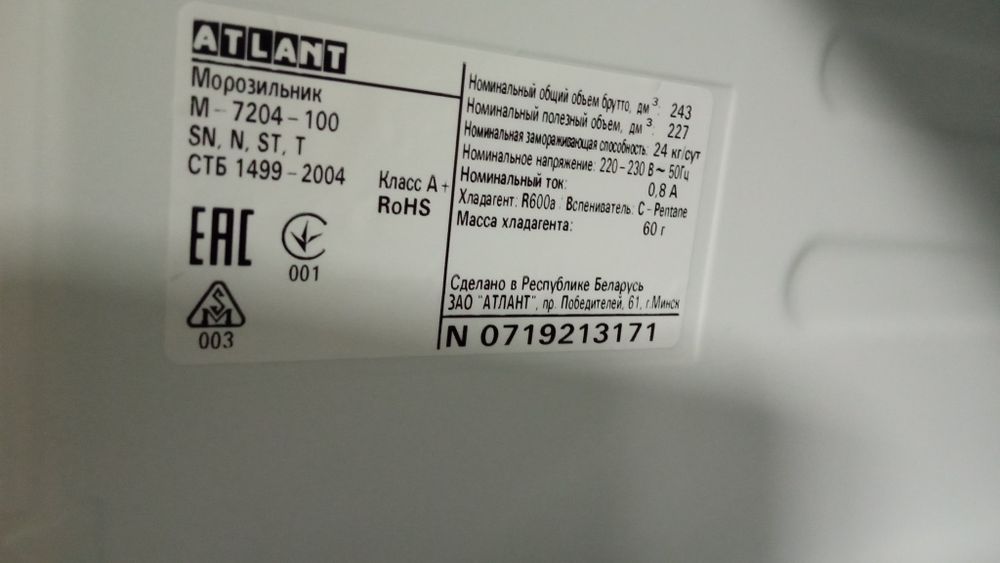 ATLANT
Морозильник
М - 7204 - 100
SN, N, ST, T
СТБ 1499 - 2004
Класс А+
RoHS
EAC
001
003
Номинальный общий объем брутто, дм³: 243
Номинальный полезный объем, дм³: 227
Номинальная замораживающая способность: 24 кг/сут
Номинальное напряжение: 220 - 230 В ~ 50Гц
Номинальный ток: 0,8 А
Хладагент: R600a Вспениватель: C - Pentane
Масса хладагента: 60 г
Сделано в Республике Беларусь
ЗАО "АТЛАНТ", пр. Победителей, 61, г.Минск
N 0719213171